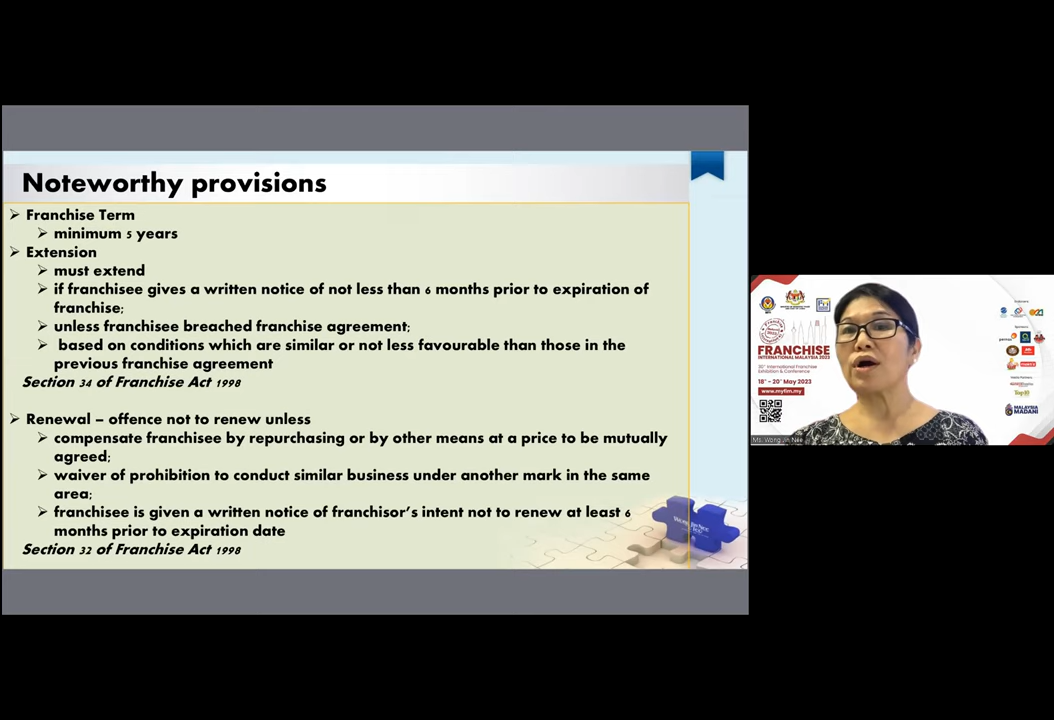 Noteworthy provisions
➢ Franchise Term
➢ minimum 5 years
➢ Extension
➢ must extend
➢ if franchisee gives a written notice of not less than 6 months prior to expiration of
franchise;
➢ unless franchisee breached franchise agreement;
➢ based on conditions which are similar or not less favourable than those in the
previous franchise agreement
Section 34 of Franchise Act 1998
➢ Renewal – offence not to renew unless
➢ compensate franchisee by repurchasing or by other means at a price to be mutually
agreed;
➢ waiver of prohibition to conduct similar business under another mark in the same
area;
➢ franchisee is given a written notice of franchisor's intent not to renew at least 6
months prior to expiration date
Section 32 of Franchise Act 1998
FRANCHISE
INTERNATIONAL MALAYSIA 2023
30th International Franchise
Exhibition & Conference
18th - 20th May 2023
www.myfim.my
MALAYSIA
MADANI
Ms. Wong Jin Nee